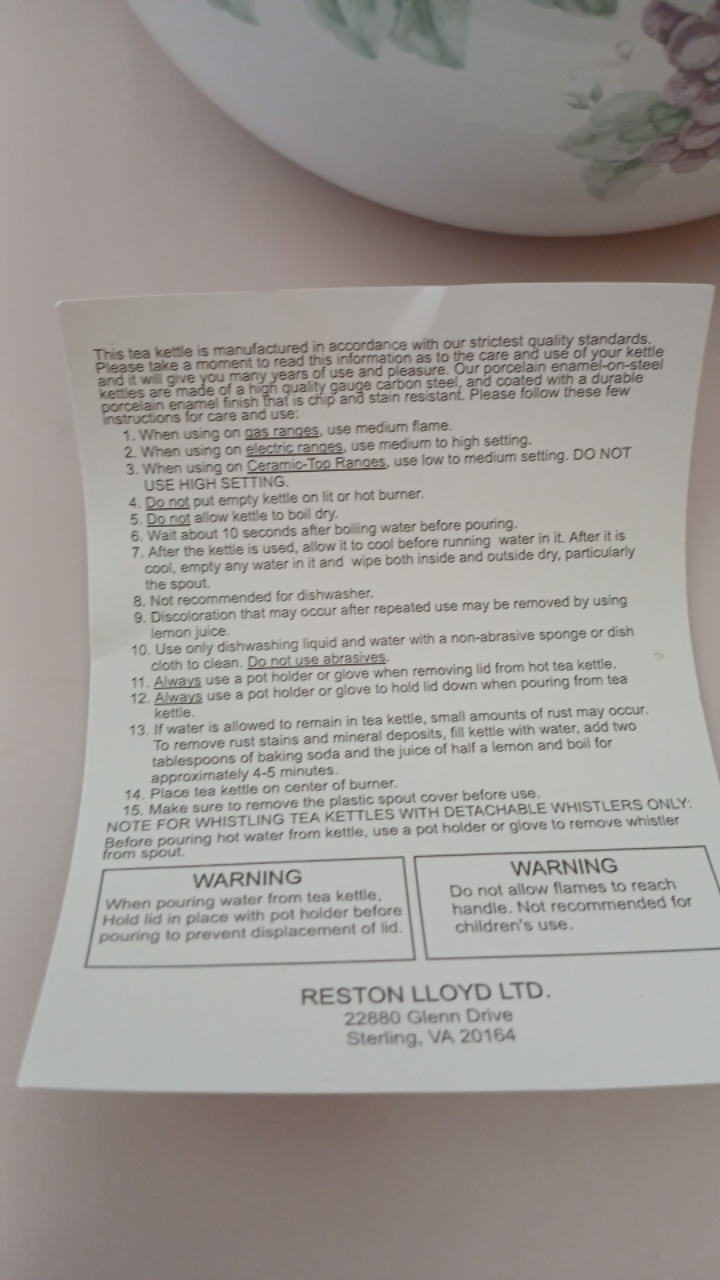 This tea kettle is manufactured in accordance with our strictest quality standards.
Please take a moment to read this information as to the care and use of your kettle
and it will give you many years of use and pleasure. Our porcelain enamel-on-steel
kettles are made of a high quality gauge carbon steel, and coated with a durable
porcelain enamel finish that is chip and stain resistant. Please follow these few
instructions for care and use:
1. When using on gas ranges, use medium flame.
2. When using on electric ranges, use medium to high setting.
3. When using on Ceramic-Top Ranges, use low to medium setting. DO NOT
USE HIGH SETTING.
4. Do not put empty kettle on lit or hot burner.
5. Do not allow kettle to boil dry.
6. Wait about 10 seconds after boiling water before pouring.
7. After the kettle is used, allow it to cool before running water in it. After it is
cool, empty any water in it and wipe both inside and outside dry, particularly
the spout.
8. Not recommended for dishwasher.
9. Discoloration that may occur after repeated use may be removed by using
lemon juice.
10. Use only dishwashing liquid and water with a non-abrasive sponge or dish
cloth to clean. Do not use abrasives.
11. Always use a pot holder or glove when removing lid from hot tea kettle.
12. Always use a pot holder or glove to hold lid down when pouring from tea
kettle.
13. If water is allowed to remain in tea kettle, small amounts of rust may occur.
To remove rust stains and mineral deposits, fill kettle with water, add two
tablespoons of baking soda and the juice of half a lemon and boil for
approximately 4-5 minutes.
14. Place tea kettle on center of burner.
15. Make sure to remove the plastic spout cover before use.
NOTE FOR WHISTLING TEA KETTLES WITH DETACHABLE WHISTLERS ONLY:
Before pouring hot water from kettle, use a pot holder or glove to remove whistler
from spout.
WARNING
When pouring water from tea kettle,
Hold lid in place with pot holder before
pouring to prevent displacement of lid.
WARNING
Do not allow flames to reach
handle. Not recommended for
children's use.
RESTON LLOYD LTD.
22880 Glenn Drive
Sterling, VA 20164